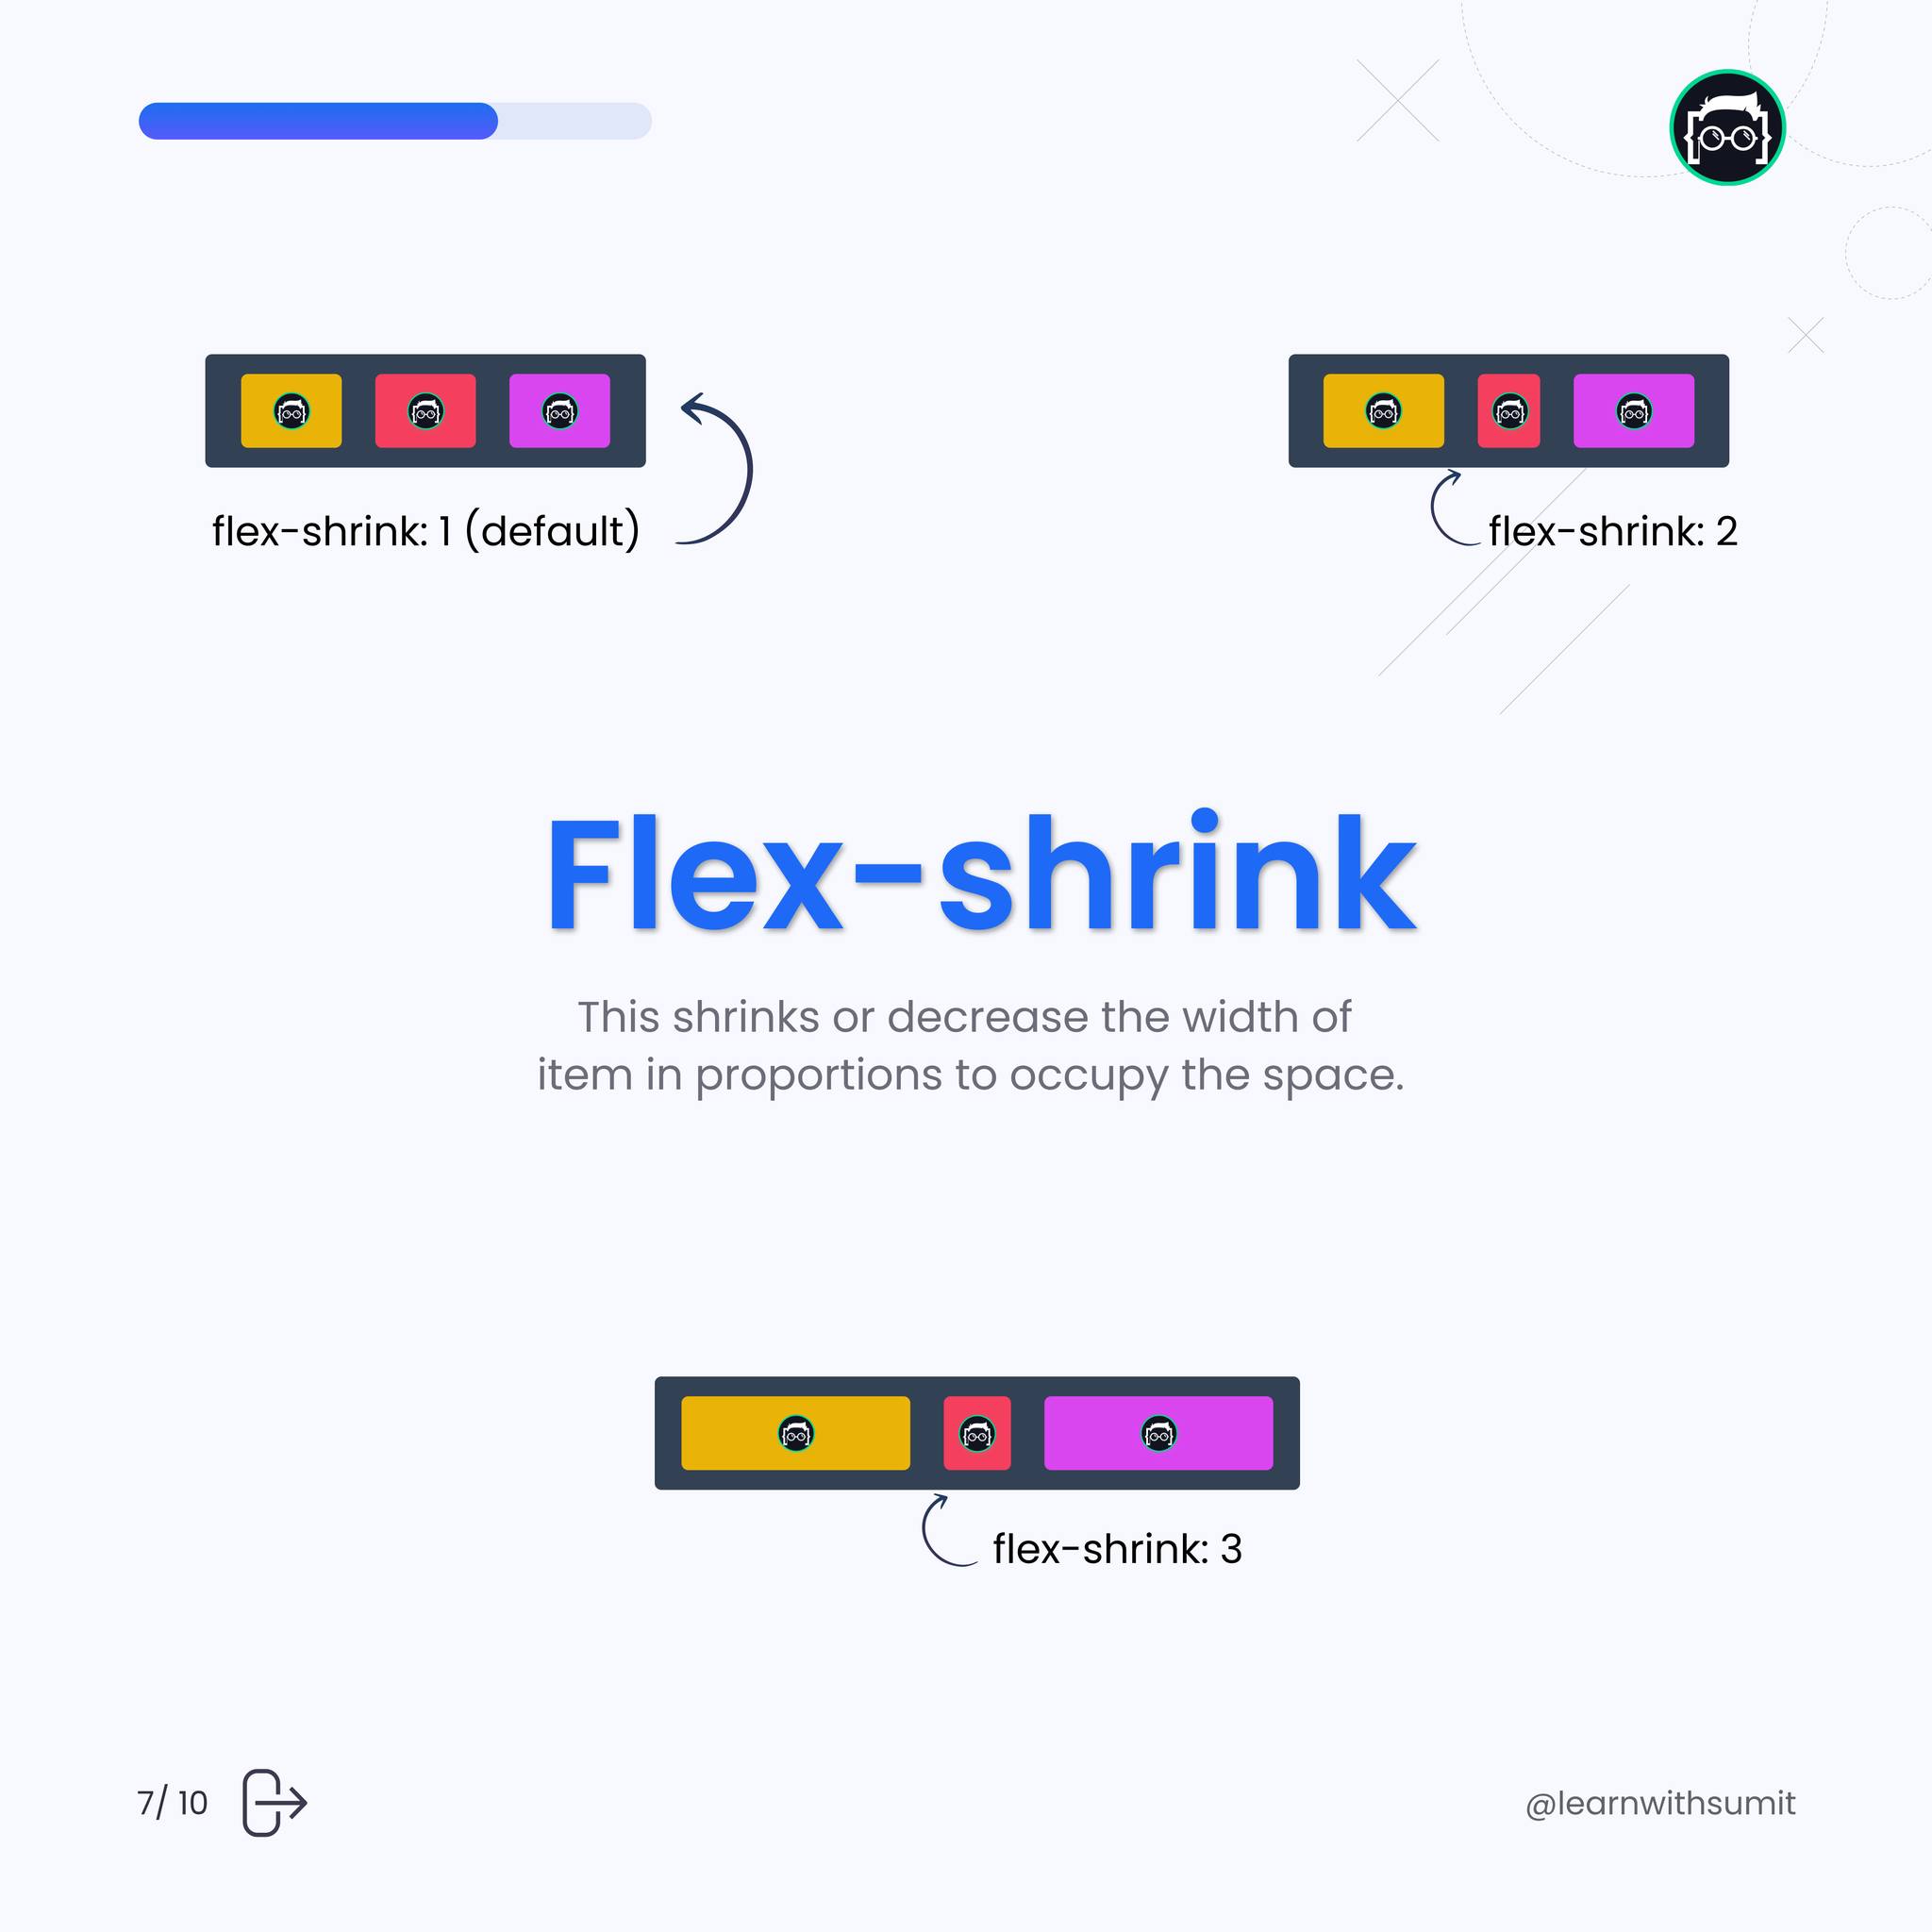 flex-shrink: 1 (default)
flex-shrink: 2
Flex-shrink
This shrinks or decrease the width of
item in proportions to occupy the space.
flex-shrink: 3
7/ 10
@learnwithsumit